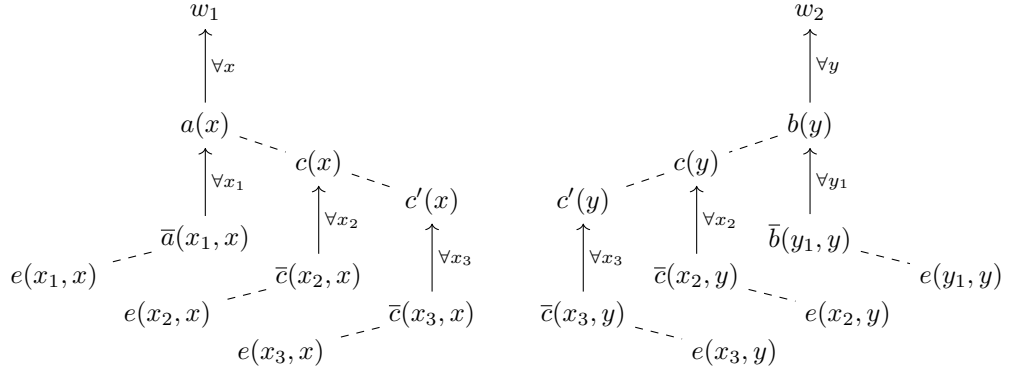 w₁ w₂
∀x ∀y
a(x) b(y)
c(x) c(y)
∀x₁ ∀y₁
c′(x) c′(y)
∀x₂ ∀x₂
a̅(x₁, x) b̅(y₁, y)
∀x₃ ∀x₃
e(x₁, x) c̅(x₂, x) c̅(x₂, y) e(y₁, y)
e(x₂, x) c̅(x₃, x) c̅(x₃, y) e(x₂, y)
e(x₃, x) e(x₃, y)